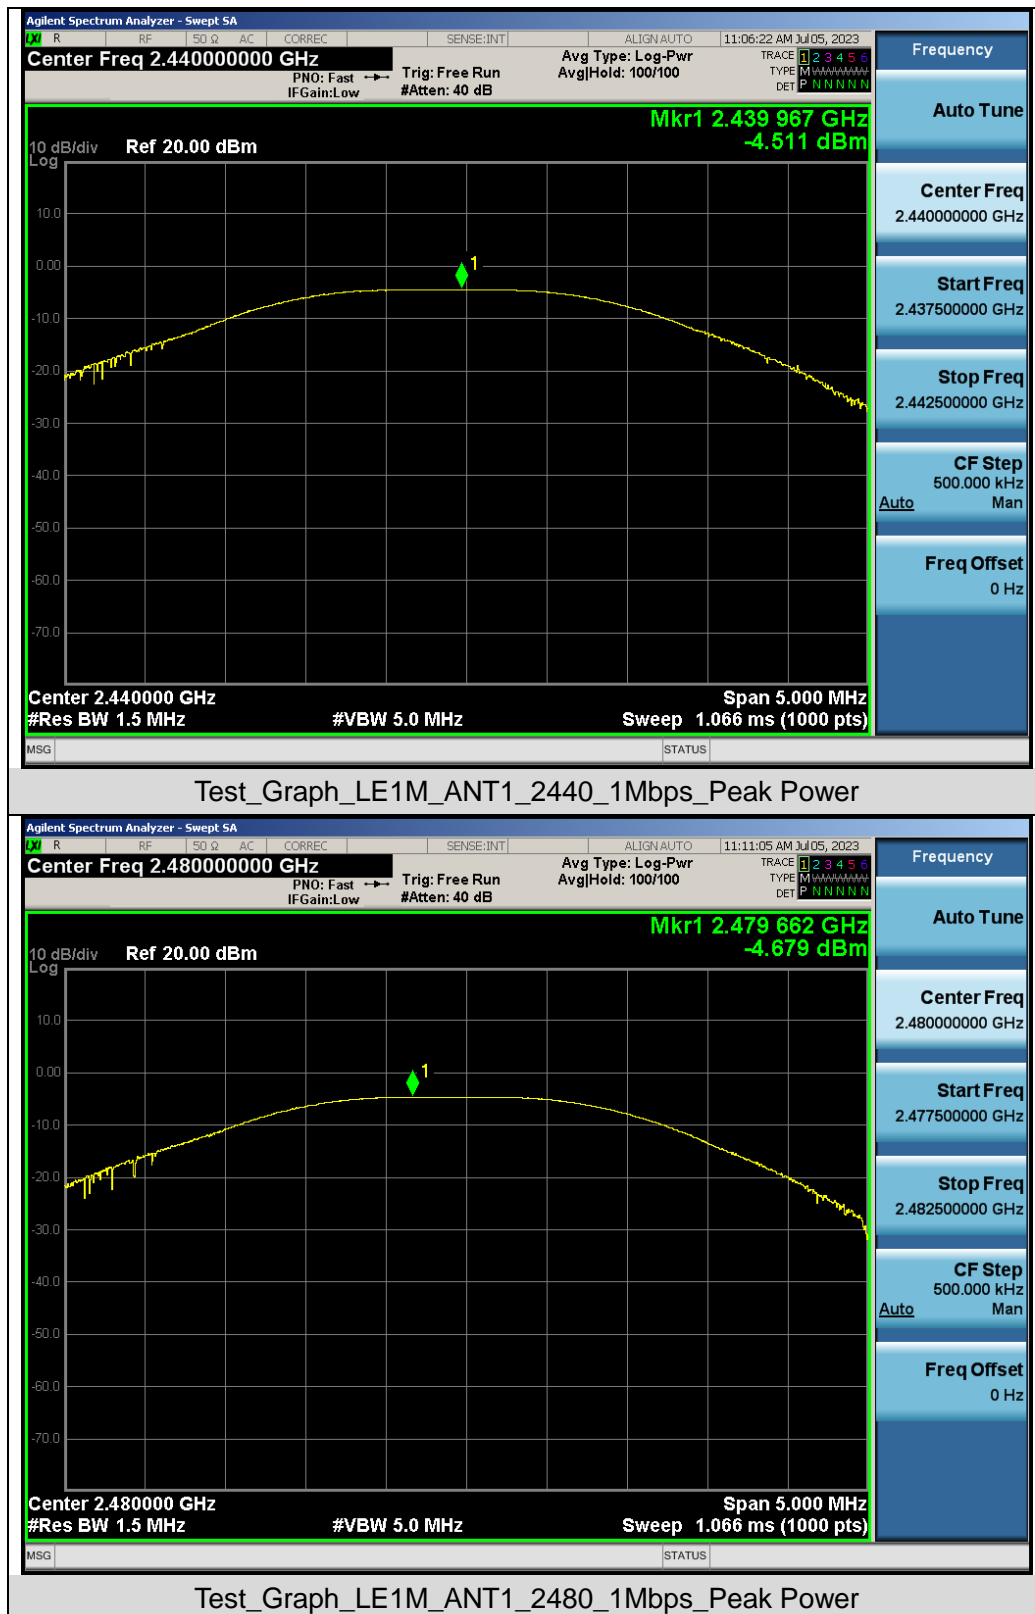 Agilent Spectrum Analyzer - Swept SA
LXI R RF 50 Ω AC CORREC SENSE:INT ALIGN AUTO 11:06:22 AM Jul 05, 2023
Center Freq 2.440000000 GHz
PNO: Fast
IFGain:Low
Trig: Free Run
#Atten: 40 dB
Avg Type: Log-Pwr
Avg|Hold: 100/100
TRACE 1 2 3 4 5 6
TYPE M WWWWW
DET P N N N N N
Mkr1 2.439 967 GHz
-4.511 dBm
10 dB/div Ref 20.00 dBm
Log
10.0
0.00
-10.0
-20.0
-30.0
-40.0
-50.0
-60.0
-70.0
1
Center 2.440000 GHz Span 5.000 MHz
#Res BW 1.5 MHz #VBW 5.0 MHz Sweep 1.066 ms (1000 pts)
MSG STATUS
Frequency
Auto Tune
Center Freq
2.440000000 GHz
Start Freq
2.437500000 GHz
Stop Freq
2.442500000 GHz
CF Step
500.000 kHz
Auto Man
Freq Offset
0 Hz
Test_Graph_LE1M_ANT1_2440_1Mbps_Peak Power
Agilent Spectrum Analyzer - Swept SA
LXI R RF 50 Ω AC CORREC SENSE:INT ALIGN AUTO 11:11:05 AM Jul 05, 2023
Center Freq 2.480000000 GHz
PNO: Fast
IFGain:Low
Trig: Free Run
#Atten: 40 dB
Avg Type: Log-Pwr
Avg|Hold: 100/100
TRACE 1 2 3 4 5 6
TYPE M WWWWW
DET P N N N N N
Mkr1 2.479 662 GHz
-4.679 dBm
10 dB/div Ref 20.00 dBm
Log
10.0
0.00
-10.0
-20.0
-30.0
-40.0
-50.0
-60.0
-70.0
1
Center 2.480000 GHz Span 5.000 MHz
#Res BW 1.5 MHz #VBW 5.0 MHz Sweep 1.066 ms (1000 pts)
MSG STATUS
Frequency
Auto Tune
Center Freq
2.480000000 GHz
Start Freq
2.477500000 GHz
Stop Freq
2.482500000 GHz
CF Step
500.000 kHz
Auto Man
Freq Offset
0 Hz
Test_Graph_LE1M_ANT1_2480_1Mbps_Peak Power